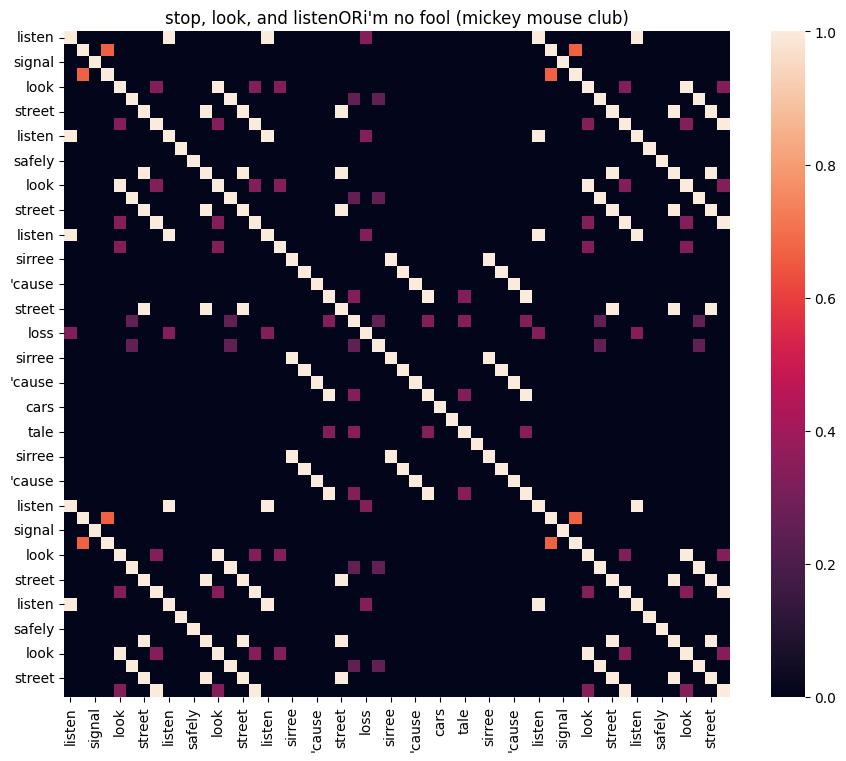 stop, look, and listenORi'm no fool (mickey mouse club)
listen
signal
look
street
listen
safely
look
street
listen
sirree
'cause
street
loss
sirree
'cause
cars
tale
sirree
'cause
listen
signal
look
street
listen
safely
look
street
listen
signal
look
street
listen
safely
look
street
listen
sirree
'cause
street
loss
sirree
'cause
cars
tale
sirree
'cause
listen
signal
look
street
listen
safely
look
street
1.0
0.8
0.6
0.4
0.2
0.0